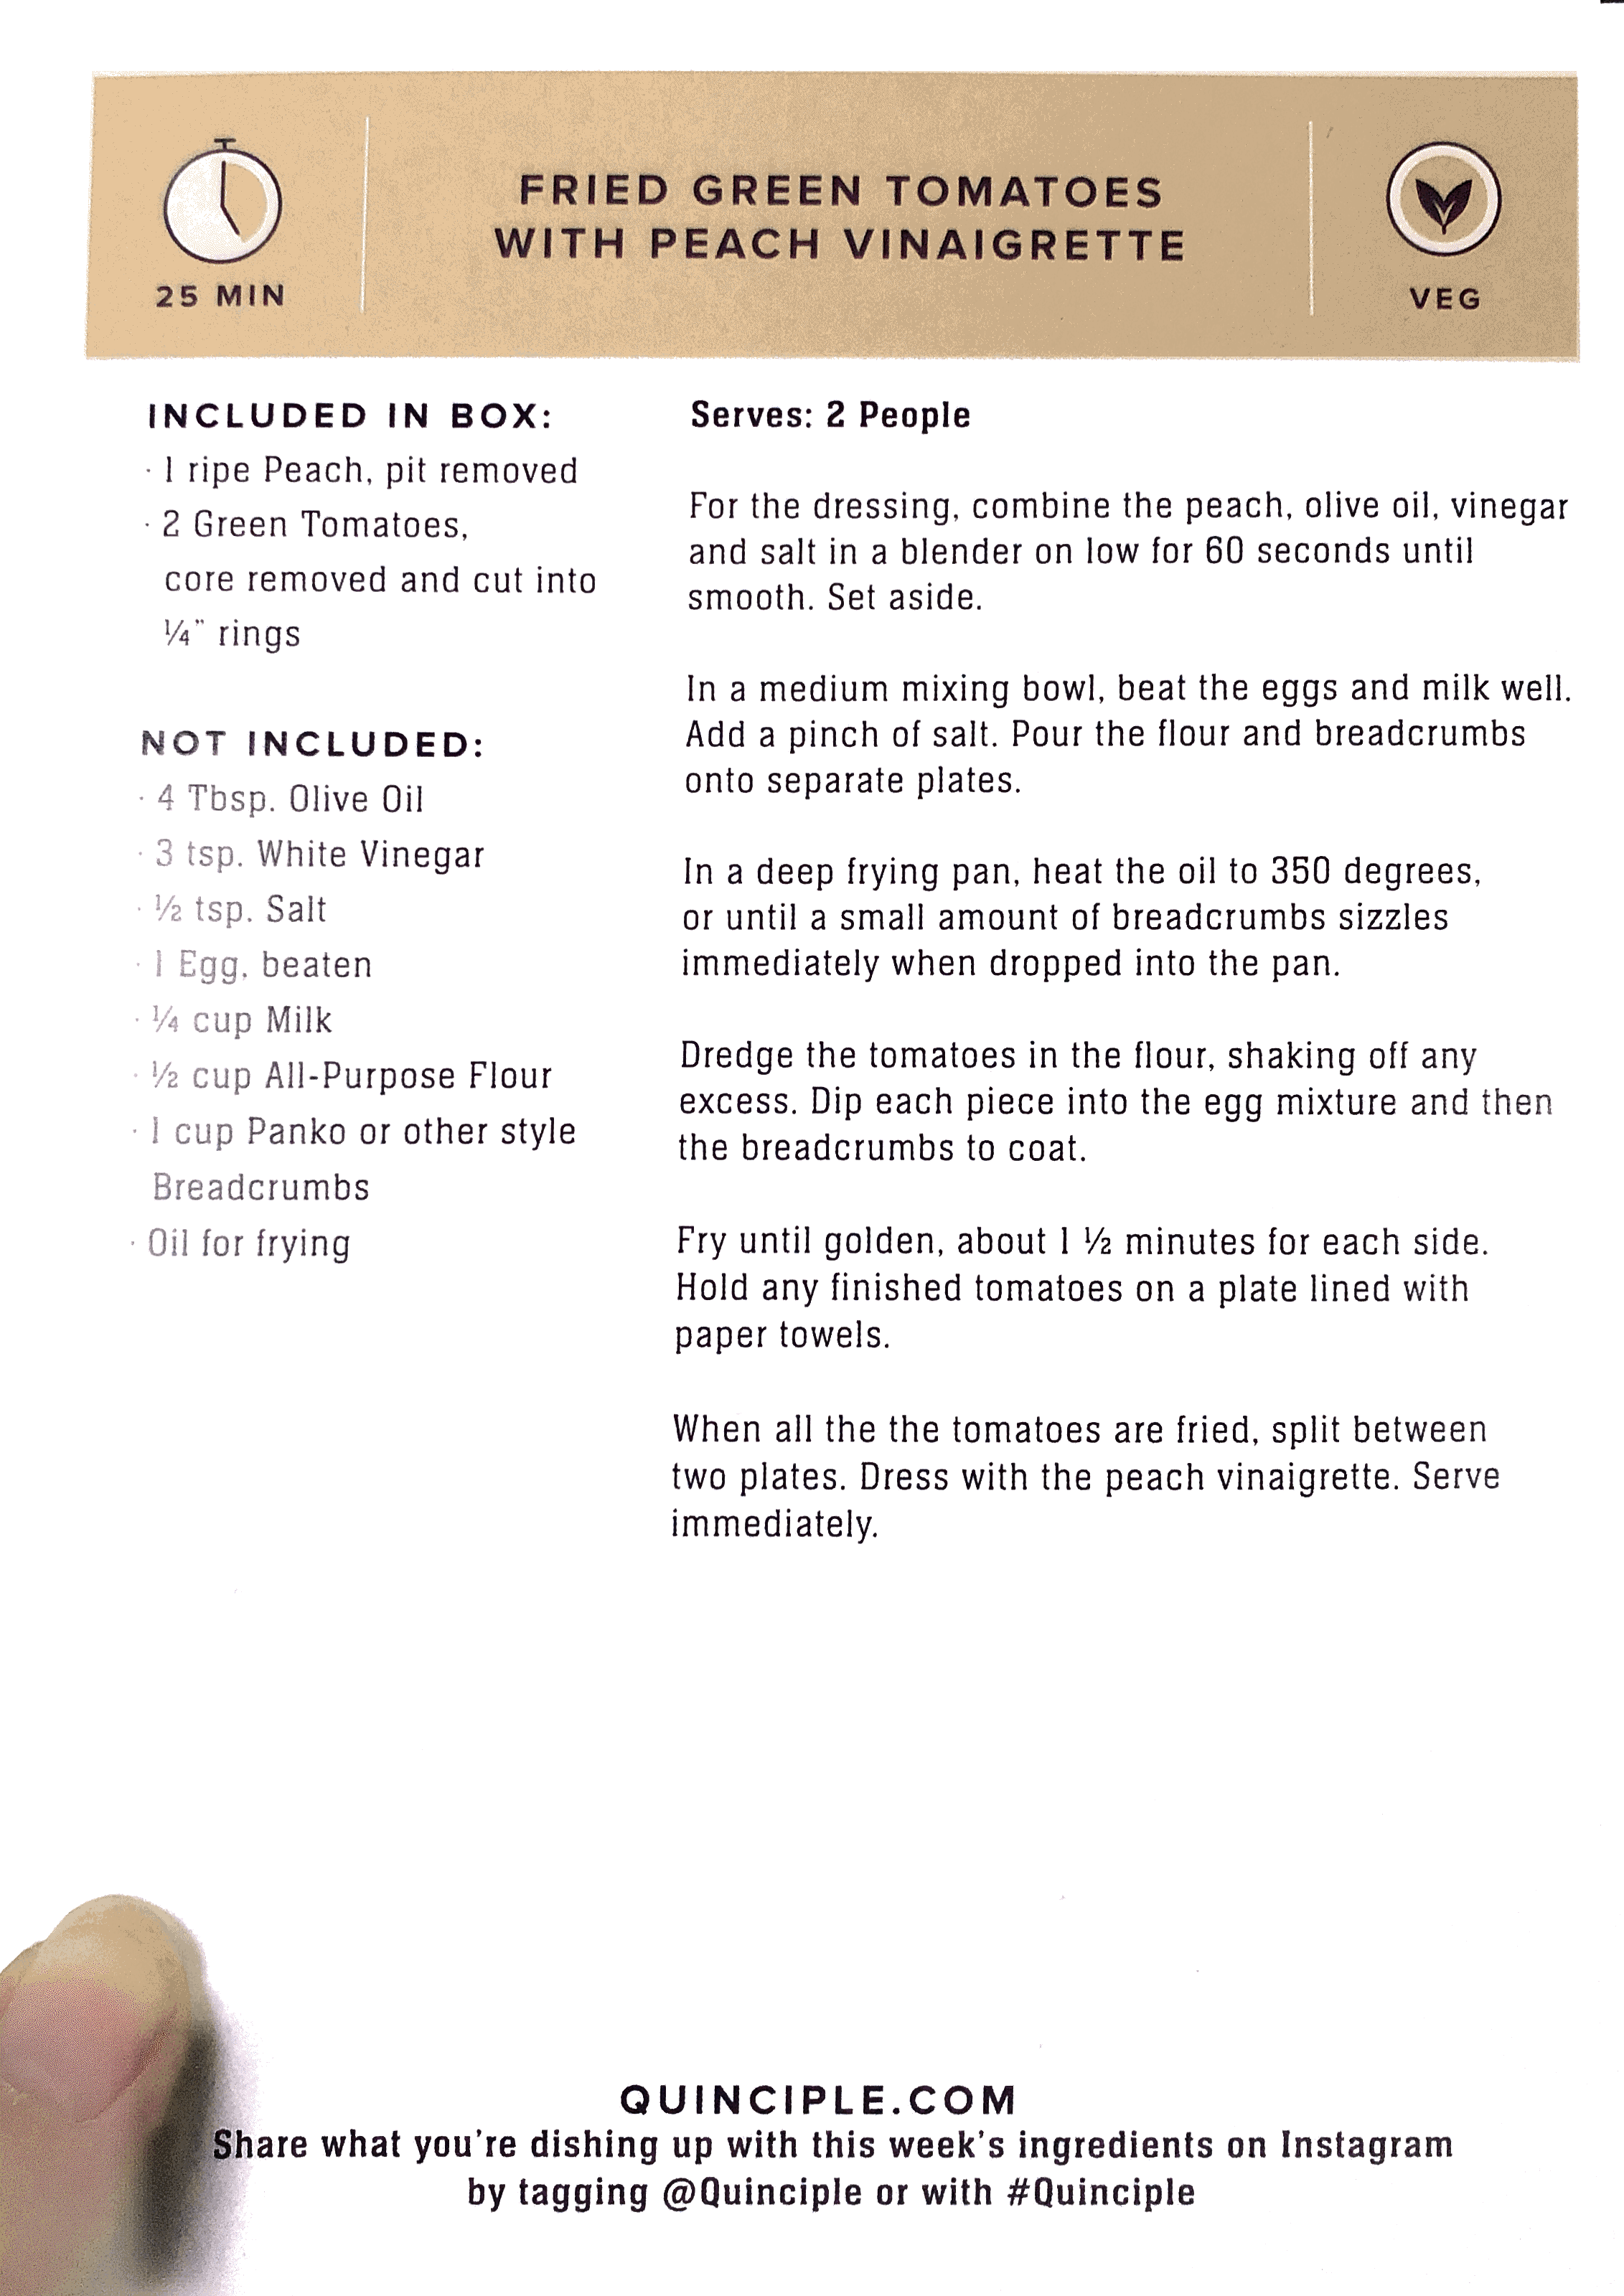 25 MIN
FRIED GREEN TOMATOES
WITH PEACH VINAIGRETTE
VEG
INCLUDED IN BOX:
· 1 ripe Peach, pit removed
· 2 Green Tomatoes,
core removed and cut into
¼" rings
NOT INCLUDED:
· 4 Tbsp. Olive Oil
· 3 tsp. White Vinegar
· ½ tsp. Salt
· 1 Egg, beaten
· ¼ cup Milk
· ½ cup All-Purpose Flour
· 1 cup Panko or other style
Breadcrumbs
· Oil for frying
Serves: 2 People
For the dressing, combine the peach, olive oil, vinegar
and salt in a blender on low for 60 seconds until
smooth. Set aside.
In a medium mixing bowl, beat the eggs and milk well.
Add a pinch of salt. Pour the flour and breadcrumbs
onto separate plates.
In a deep frying pan, heat the oil to 350 degrees,
or until a small amount of breadcrumbs sizzles
immediately when dropped into the pan.
Dredge the tomatoes in the flour, shaking off any
excess. Dip each piece into the egg mixture and then
the breadcrumbs to coat.
Fry until golden, about 1 ½ minutes for each side.
Hold any finished tomatoes on a plate lined with
paper towels.
When all the the tomatoes are fried, split between
two plates. Dress with the peach vinaigrette. Serve
immediately.
QUINCIPLE.COM
Share what you're dishing up with this week's ingredients on Instagram
by tagging @Quinciple or with #Quinciple